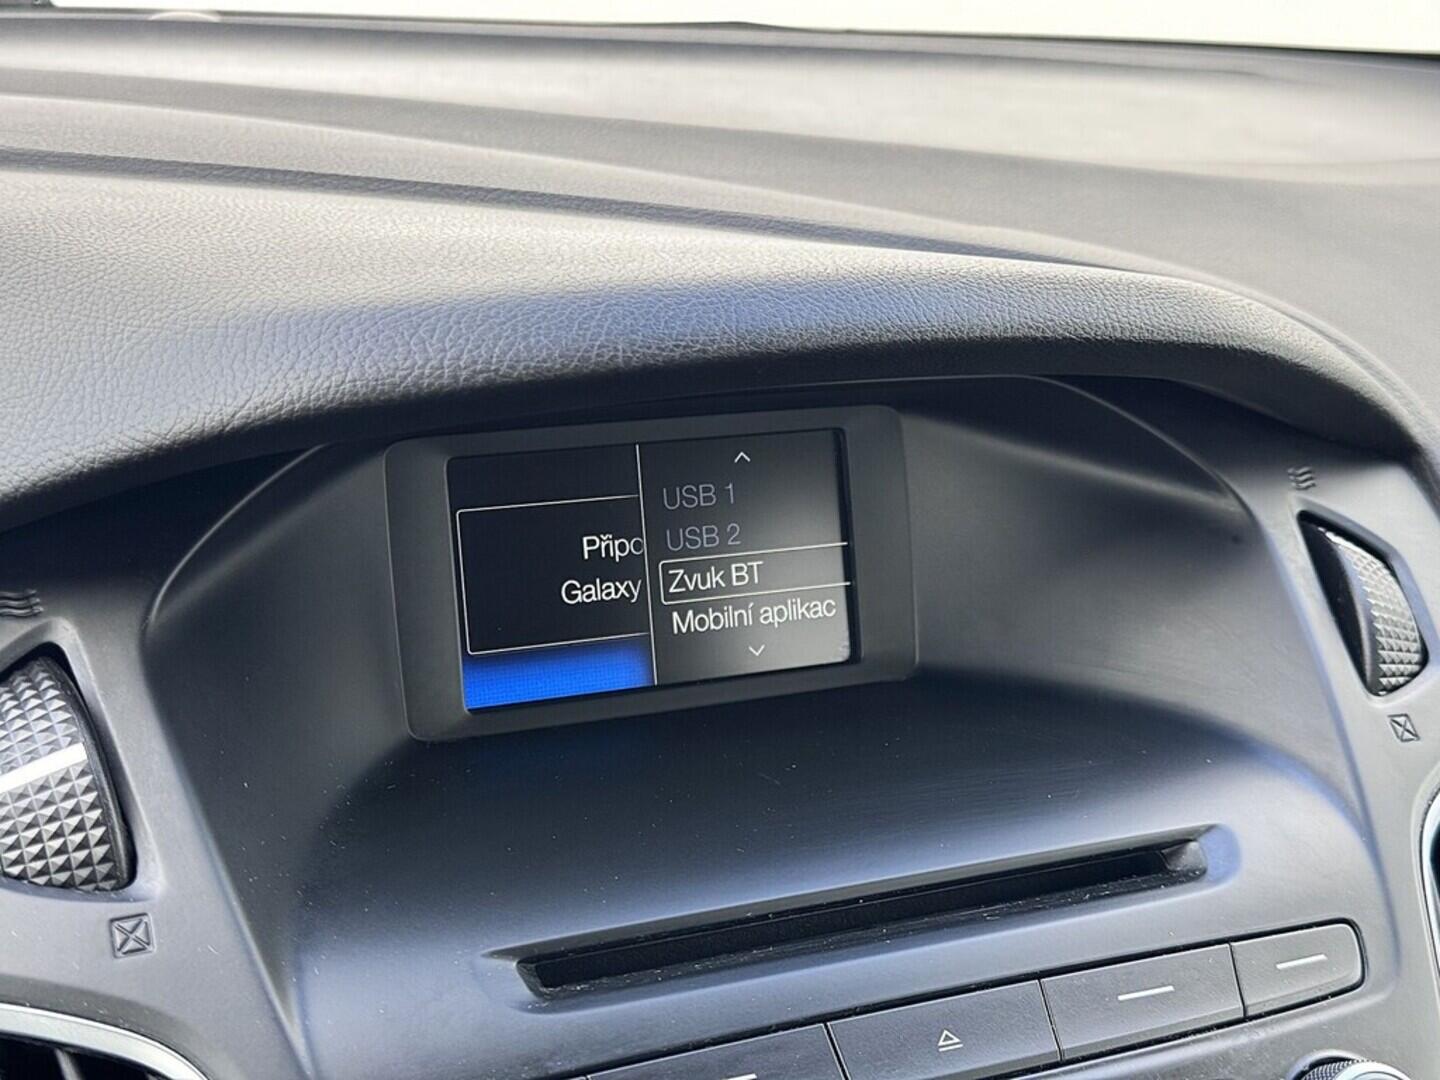 Připo
Galaxy
USB 1
USB 2
Zvuk BT
Mobilní aplikac